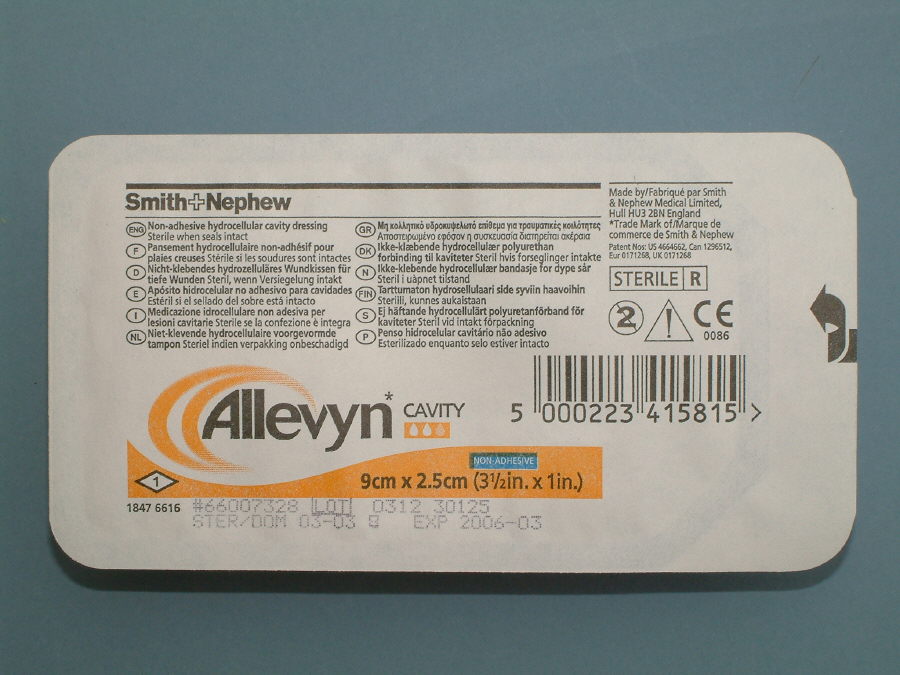 Smith+Nephew
ENG Non-adhesive hydrocellular cavity dressing
Sterile when seals intact
F Pansement hydrocellulaire non-adhésif pour
plaies creuses Stérile si les soudures sont intactes
D Nicht-klebendes hydrozelluläres Wundkissen für
tiefe Wunden Steril, wenn Versiegelung intakt
E Apósito hidrocelular no adhesivo para cavidades
Estéril si el sellado del sobre está intacto
I Medicazione idrocellulare non adesiva per
lesioni cavitarie Sterile se la confezione è integra
NL Niet-klevende hydrocellulaire voorgevormde
tampon Steriel indien verpakking onbeschadigd
GR Μη κολλητικό υδροκυψελωτό επίθεμα για τραυματικές κοιλότητες
Αποστειρωμένο εφόσον η συσκευασία διατηρείται ακέραια
DK Ikke-klæbende hydrocellulær polyurethan
forbinding til kaviteter Steril hvis forseglinger intakte
N Ikke-klebende hydrocellulær bandasje for dype sår
Steril i uåpnet tilstand
FIN Tarttumaton hydrosellulaari side syviin haavoihin
Steriili, kunnes aukaistaan
S Ej häftande hydrocellulärt polyuretanförband för
kaviteter Steril vid intakt förpackning
P Penso hidrocelular cavitário não adesivo
Esterilizado enquanto selo estiver intacto
Made by/Fabriqué par Smith
& Nephew Medical Limited,
Hull HU3 2BN England
*Trade Mark of/Marque de
commerce de Smith & Nephew
Patent Nos: US 4664662, Can 1296512,
Eur 0171268, UK 0171268
STERILE R
2 ! CE
0086
5 000223 415815 >
Allevyn* CAVITY
NON-ADHESIVE
1 9cm x 2.5cm (3½in. x 1in.)
1847 6616 #66007328 LOT 0312 30125
STER/DOM 03-03 EXP 2006-03